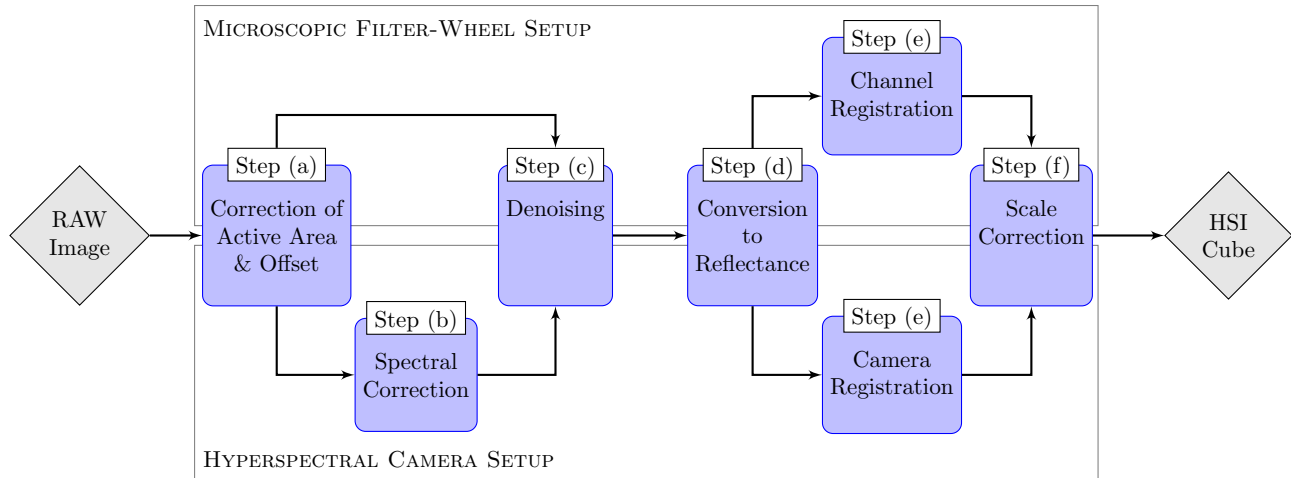 MICROSCOPIC FILTER-WHEEL SETUP
RAW
Image
Step (a)
Correction of
Active Area
& Offset
Step (b)
Spectral
Correction
Step (c)
Denoising
Step (d)
Conversion
to
Reflectance
Step (e)
Channel
Registration
Step (e)
Camera
Registration
Step (f)
Scale
Correction
HSI
Cube
HYPERSPECTRAL CAMERA SETUP